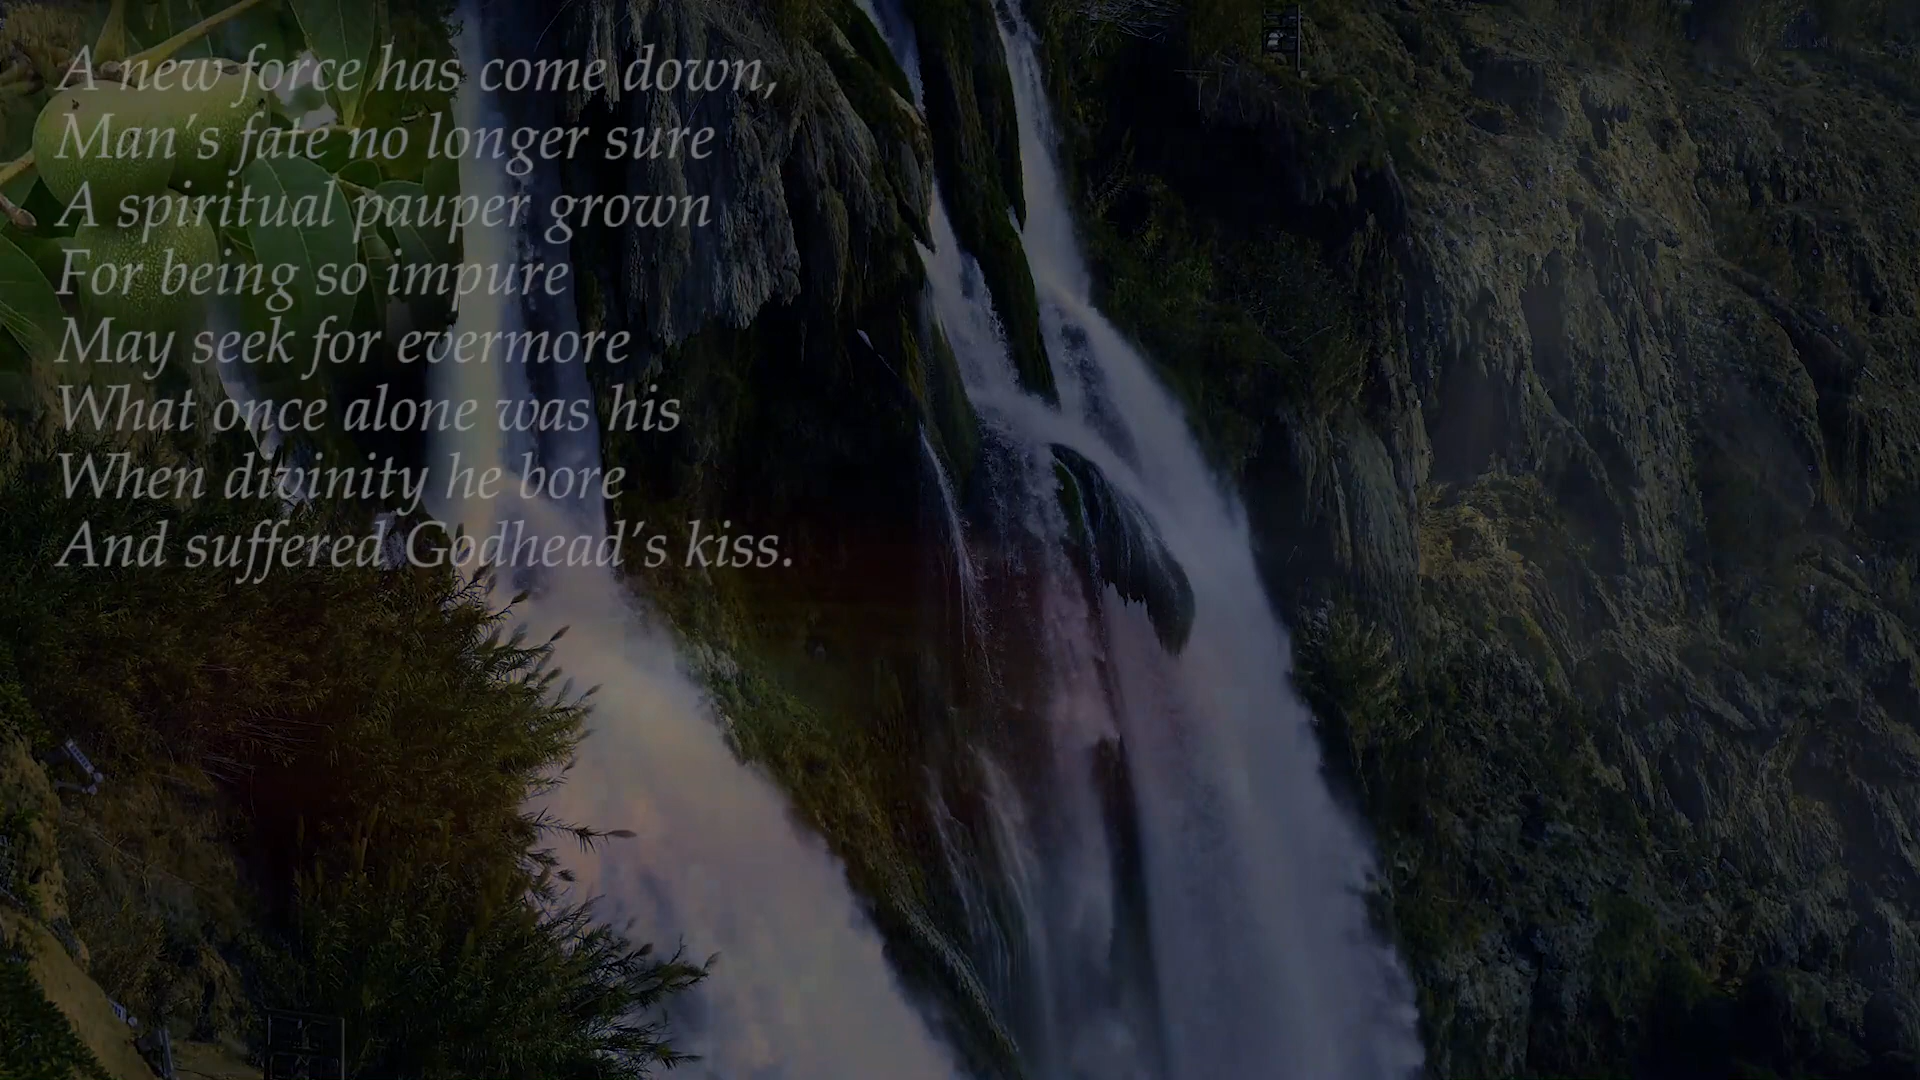 A new force has come down,
Man’s fate no longer sure
A spiritual pauper grown
For being so impure
May seek for evermore
What once alone was his
When divinity he bore
And suffered Godhead’s kiss.